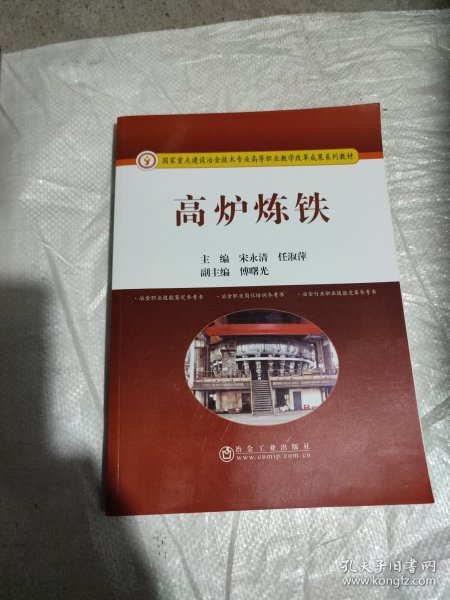 国家重点建设冶金技术专业高等职业教学改革成果系列教材
高炉炼铁
主编 宋永清 任淑萍
副主编 傅曙光
·冶金职业技能鉴定参考书 ·冶金职业岗位培训参考书 ·冶金行业职业技能竞赛参考书
冶金工业出版社
www.cnmip.com.cn
孔夫子旧书网
www.kongfz.com